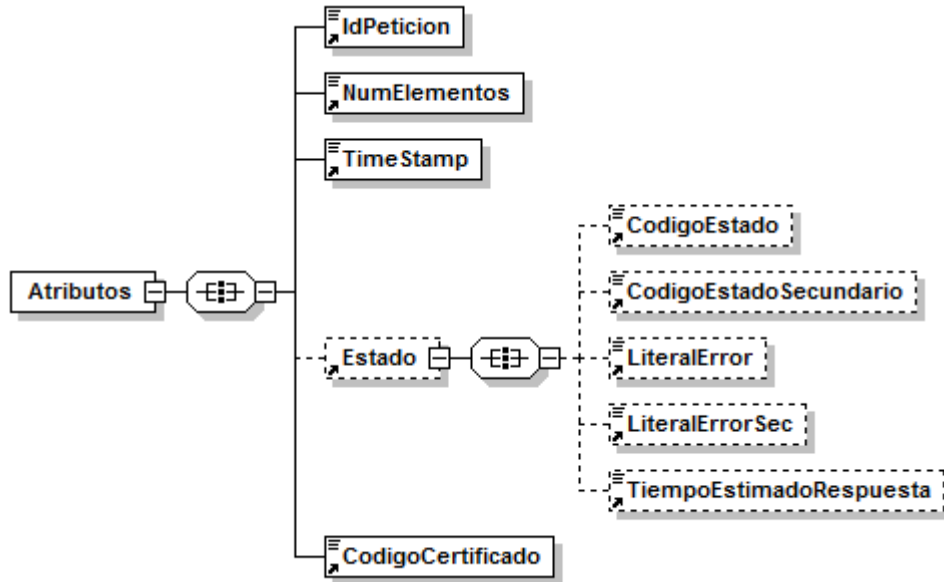 IdPeticion
NumElementos
TimeStamp
CodigoEstado
CodigoEstadoSecundario
Atributos
Estado
LiteralError
LiteralErrorSec
TiempoEstimadoRespuesta
CodigoCertificado